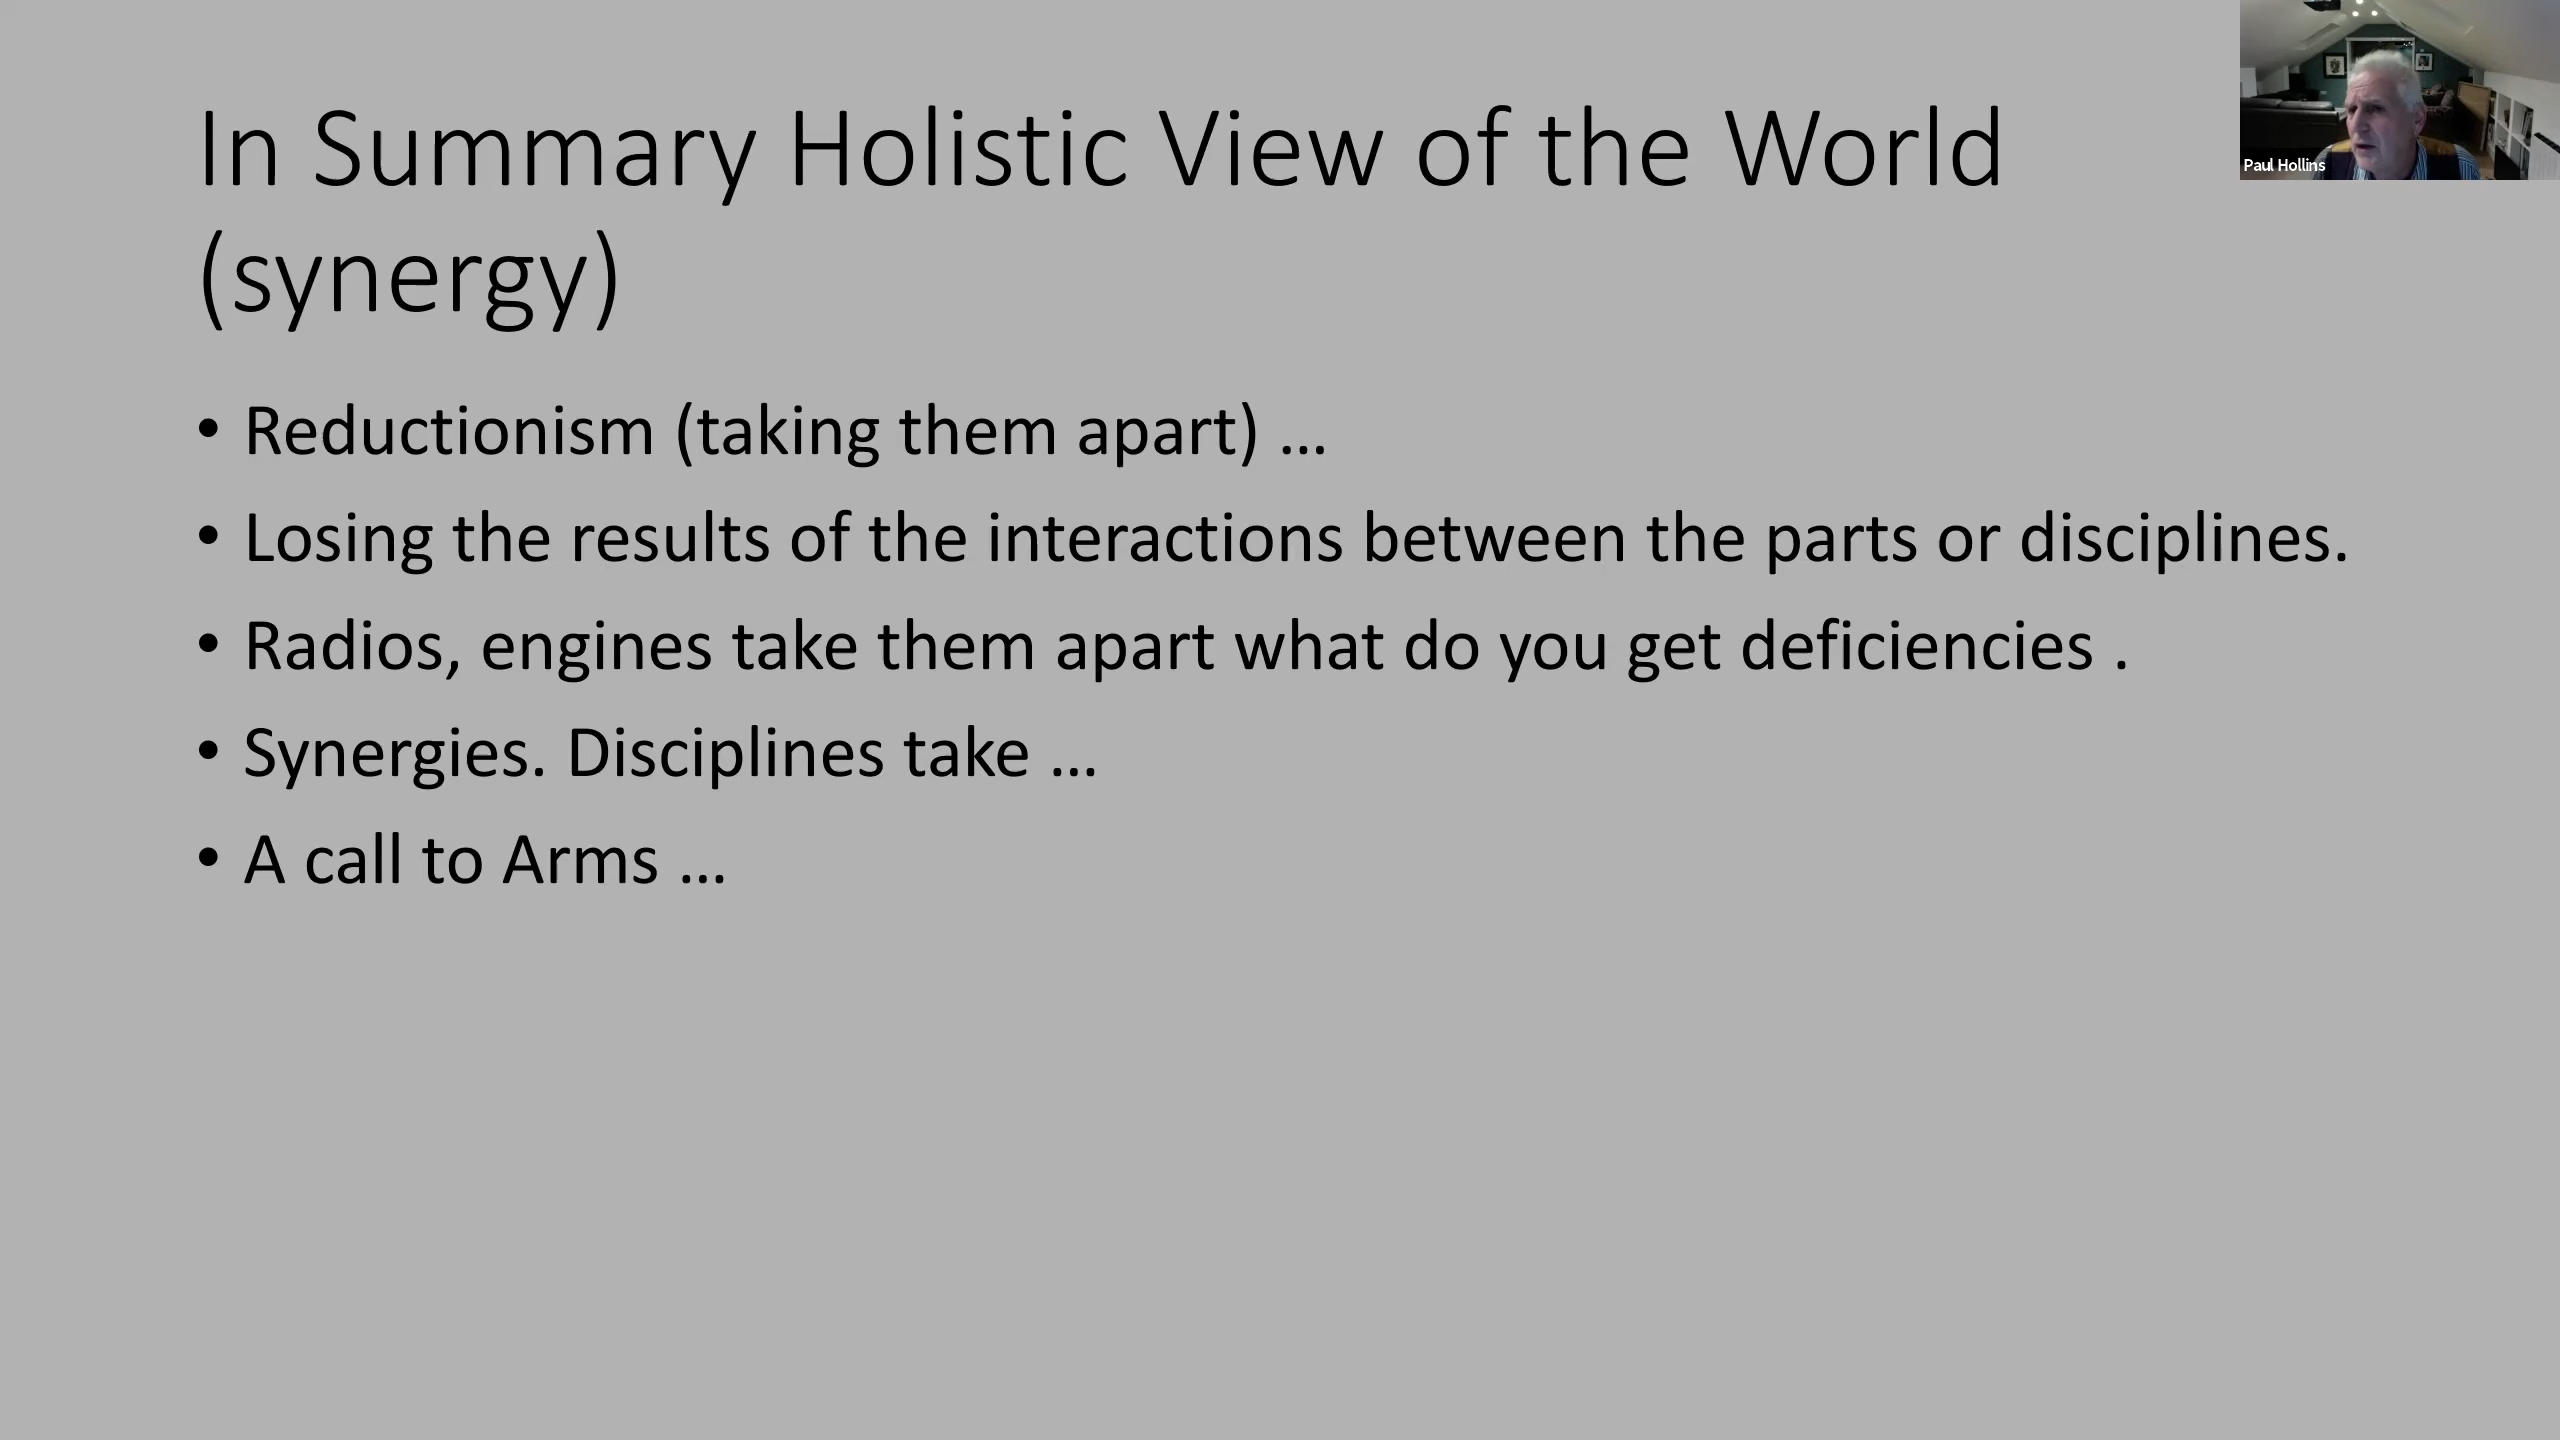 In Summary Holistic View of the World
(synergy)
• Reductionism (taking them apart) ...
• Losing the results of the interactions between the parts or disciplines.
• Radios, engines take them apart what do you get deficiencies .
• Synergies. Disciplines take ...
• A call to Arms ...
Paul Hollins